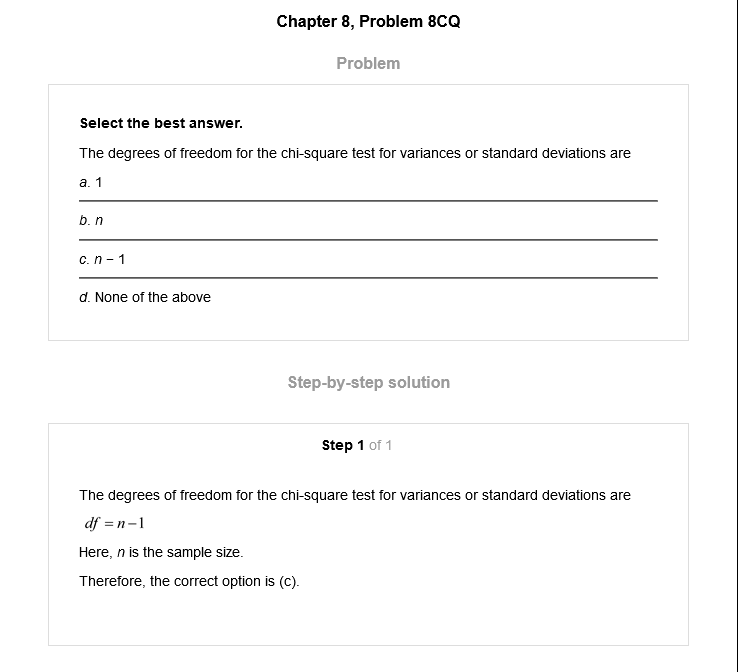 Chapter 8, Problem 8CQ
Problem
Select the best answer.
The degrees of freedom for the chi-square test for variances or standard deviations are
a. 1
b. n
c. n − 1
d. None of the above
Step-by-step solution
Step 1 of 1
The degrees of freedom for the chi-square test for variances or standard deviations are
df = n−1
Here, n is the sample size.
Therefore, the correct option is (c).